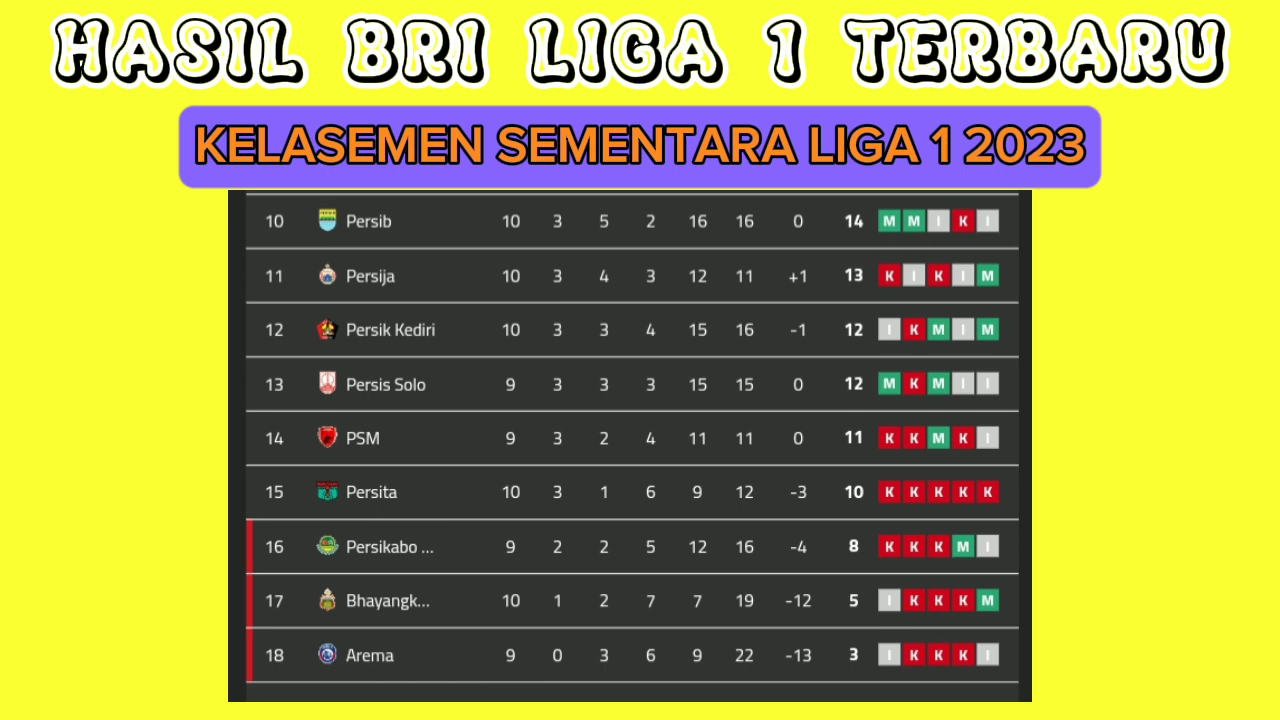 HASIL BRI LIGA 1 TERBARU
KELASEMEN SEMENTARA LIGA 1 2023
10 Persib 10 3 5 2 16 16 0 14 M M I K I
11 Persija 10 3 4 3 12 11 +1 13 K I K I M
12 Persik Kediri 10 3 3 4 15 16 -1 12 I K M I M
13 Persis Solo 9 3 3 3 15 15 0 12 M K M I I
14 PSM 9 3 2 4 11 11 0 11 K K M K I
15 Persita 10 3 1 6 9 12 -3 10 K K K K K
16 Persikabo ... 9 2 2 5 12 16 -4 8 K K K M I
17 Bhayangk... 10 1 2 7 7 19 -12 5 I K K K M
18 Arema 9 0 3 6 9 22 -13 3 I K K K I